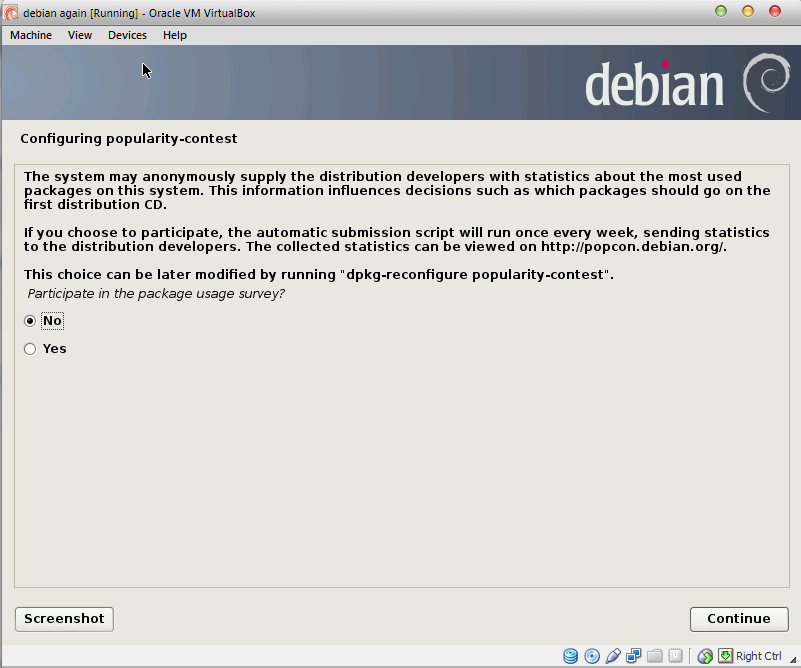 debian again [Running] - Oracle VM VirtualBox
Machine View Devices Help
debian
Configuring popularity-contest
The system may anonymously supply the distribution developers with statistics about the most used
packages on this system. This information influences decisions such as which packages should go on the
first distribution CD.
If you choose to participate, the automatic submission script will run once every week, sending statistics
to the distribution developers. The collected statistics can be viewed on http://popcon.debian.org/.
This choice can be later modified by running "dpkg-reconfigure popularity-contest".
Participate in the package usage survey?
No
Yes
Screenshot
Continue
Right Ctrl